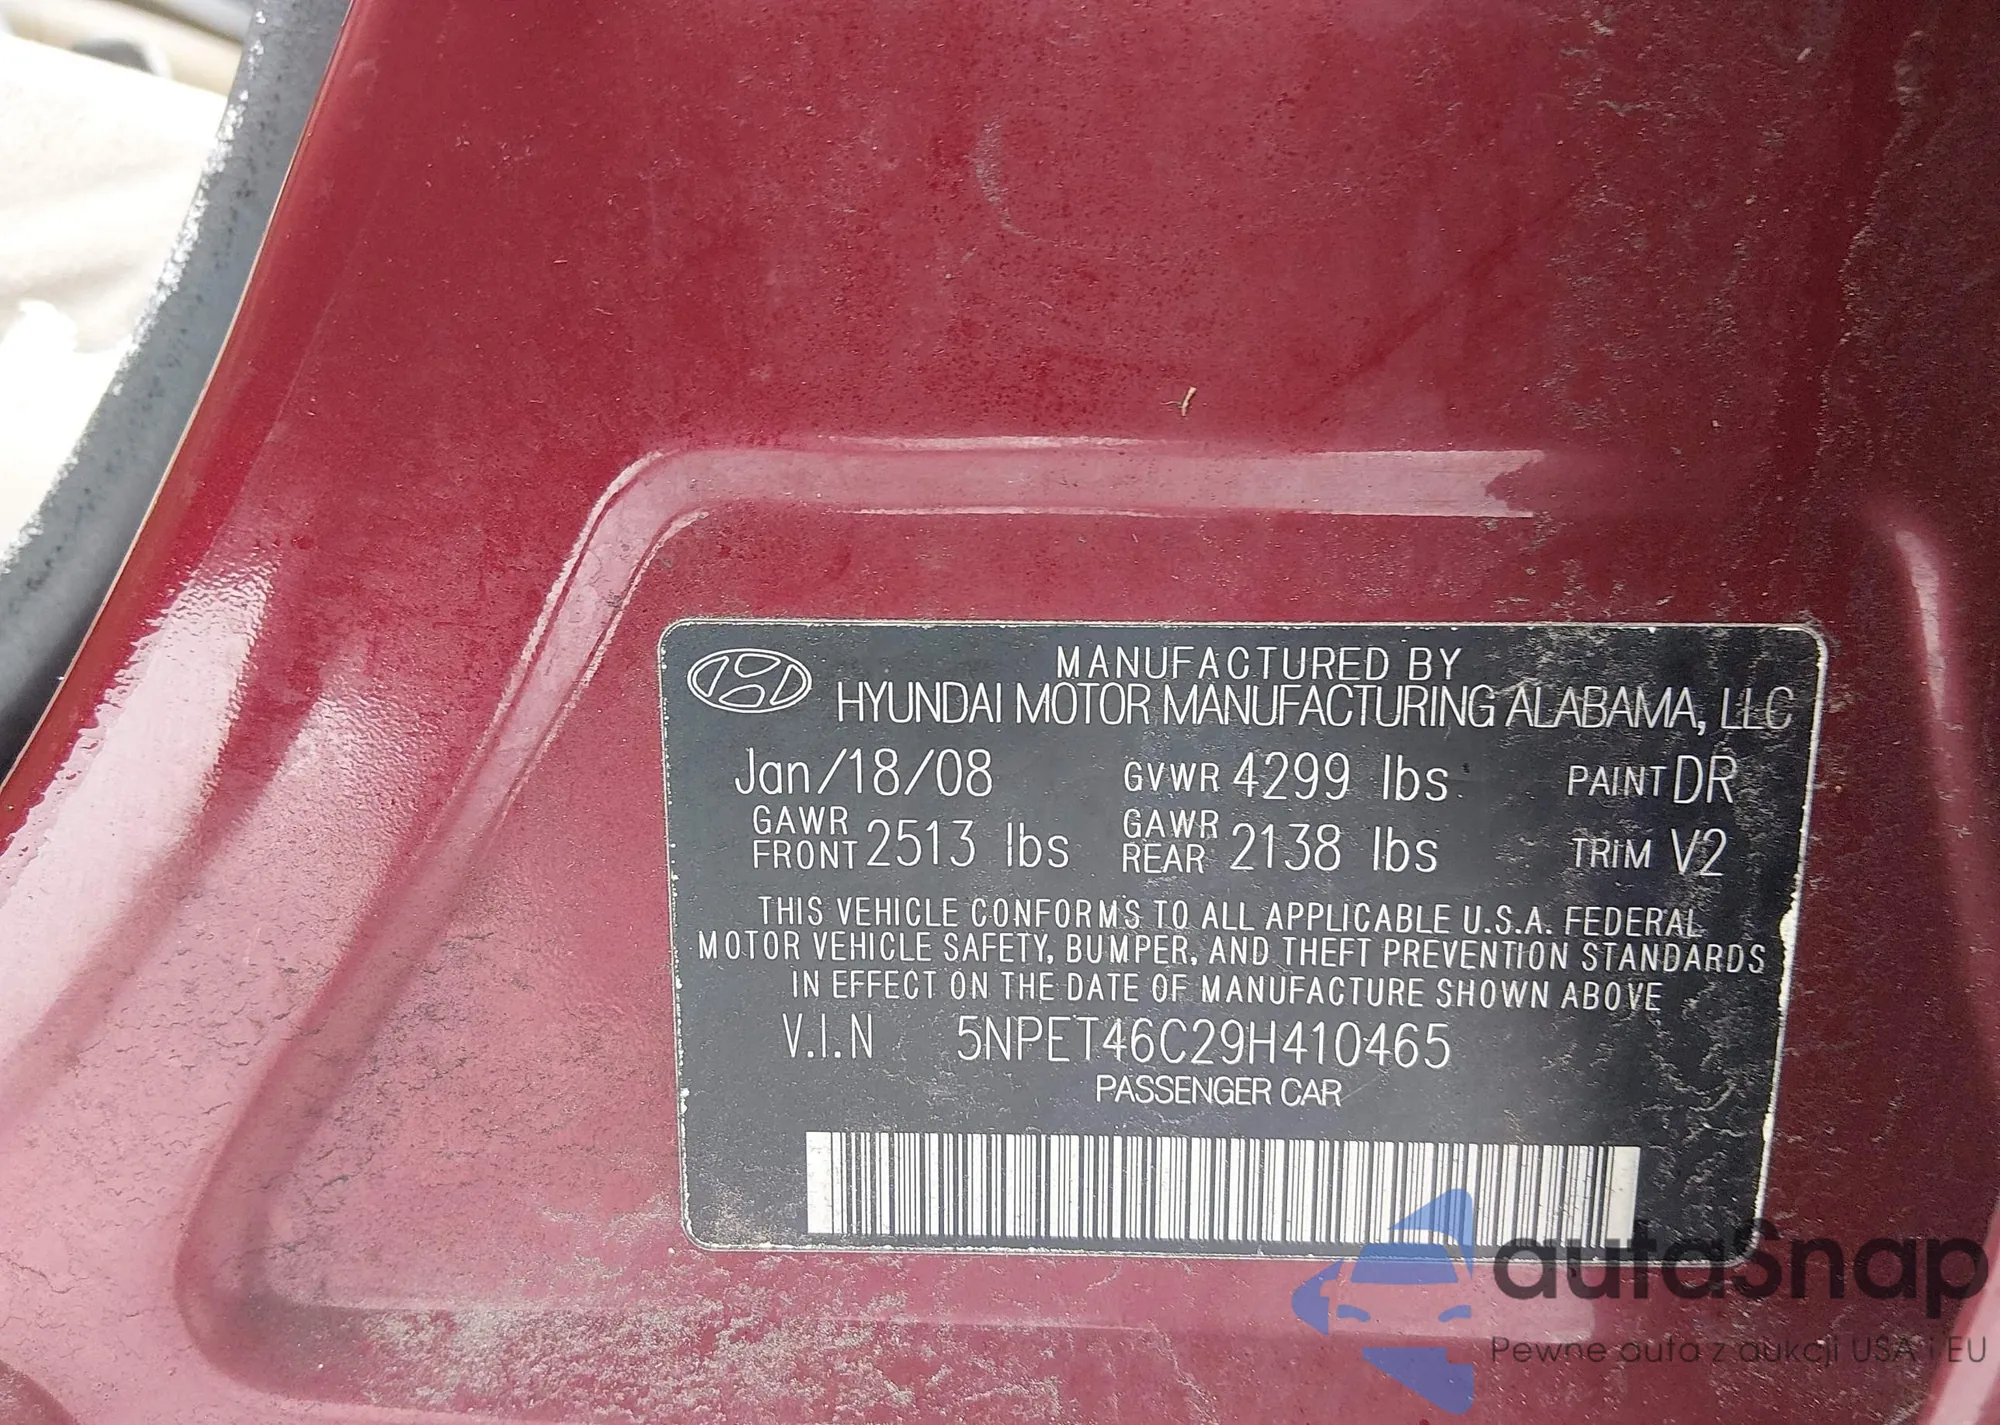 MANUFACTURED BY
HYUNDAI MOTOR MANUFACTURING ALABAMA, LLC
Jan/18/08 GVWR 4299 lbs PAINT DR
GAWR FRONT 2513 lbs GAWR REAR 2138 lbs TRIM V2
THIS VEHICLE CONFORMS TO ALL APPLICABLE U.S.A. FEDERAL
MOTOR VEHICLE SAFETY, BUMPER, AND THEFT PREVENTION STANDARDS
IN EFFECT ON THE DATE OF MANUFACTURE SHOWN ABOVE
V.I.N 5NPET46C29H410465
PASSENGER CAR
autaSnap
Pewne auta z aukcji USA i EU